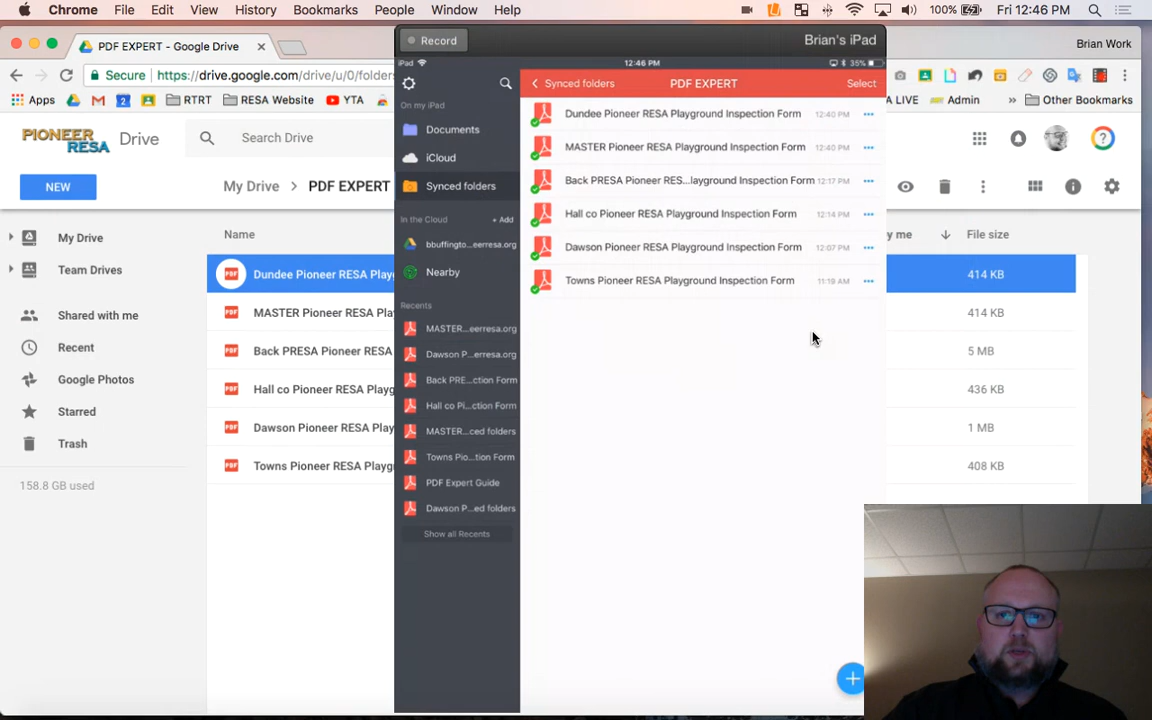 Chrome File Edit View History Bookmarks People Window Help 100% Fri 12:46 PM
PDF EXPERT - Google Drive
Brian Work
Secure https://drive.google.com/drive/u/0/folder
Apps RTRT RESA Website YTA
A LIVE Admin » Other Bookmarks
PIONEER
RESA
Drive
Search Drive
NEW
My Drive > PDF EXPERT
My Drive
Team Drives
Shared with me
Recent
Google Photos
Starred
Trash
158.8 GB used
Name
y me
File size
Dundee Pioneer RESA Play
414 KB
MASTER Pioneer RESA Pla
414 KB
Back PRESA Pioneer RESA
5 MB
Hall co Pioneer RESA Playg
436 KB
Dawson Pioneer RESA Play
1 MB
Towns Pioneer RESA Playg
408 KB
Record
Brian's iPad
iPad
12:46 PM
35%
On my iPad
Documents
iCloud
Synced folders
In the Cloud
+ Add
bbuffingto...eerresa.org
Nearby
Recents
MASTER...eerresa.org
Dawson P...erresa.org
Back PRE...ction Form
Hall co Pi...ction Form
MASTER...ced folders
Towns Pio...tion Form
PDF Expert Guide
Dawson P...ed folders
Show all Recents
Synced folders
PDF EXPERT
Select
Dundee Pioneer RESA Playground Inspection Form 12:40 PM
MASTER Pioneer RESA Playground Inspection Form 12:40 PM
Back PRESA Pioneer RES...layground Inspection Form 12:17 PM
Hall co Pioneer RESA Playground Inspection Form 12:14 PM
Dawson Pioneer RESA Playground Inspection Form 12:07 PM
Towns Pioneer RESA Playground Inspection Form 11:19 AM